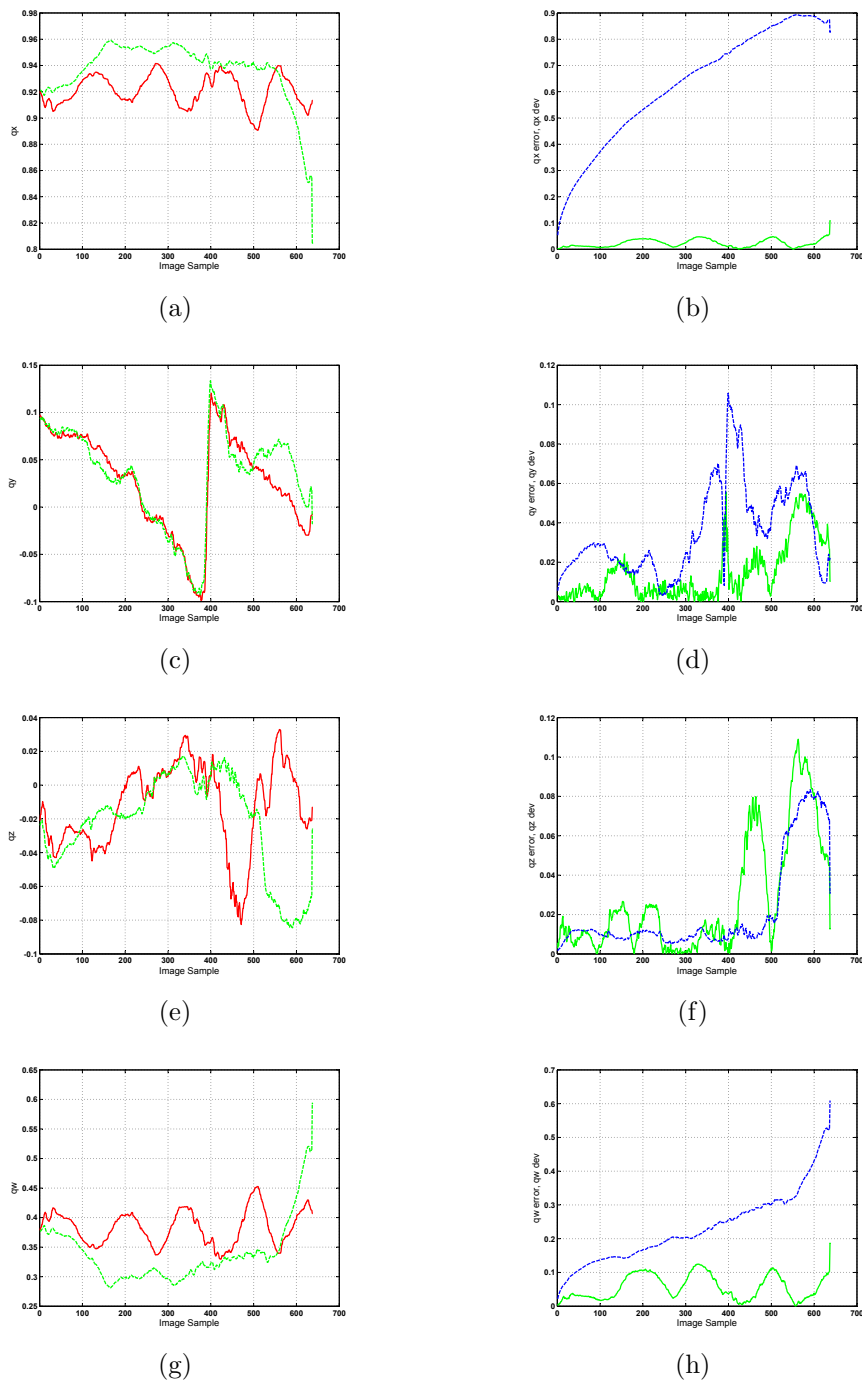 0.98
0.96
0.94
0.92
0.9
0.88
0.86
0.84
0.82
0.8
qx
0 100 200 300 400 500 600 700
Image Sample
(a)
0.9
0.8
0.7
0.6
0.5
0.4
0.3
0.2
0.1
0
qx error, qx dev
0 100 200 300 400 500 600 700
Image Sample
(b)
0.15
0.1
0.05
0
-0.05
-0.1
qy
0 100 200 300 400 500 600 700
Image Sample
(c)
0.12
0.1
0.08
0.06
0.04
0.02
0
qy error, qy dev
0 100 200 300 400 500 600 700
Image Sample
(d)
0.04
0.02
0
-0.02
-0.04
-0.06
-0.08
-0.1
qz
0 100 200 300 400 500 600 700
Image Sample
(e)
0.12
0.1
0.08
0.06
0.04
0.02
0
qz error, qz dev
0 100 200 300 400 500 600 700
Image Sample
(f)
0.65
0.6
0.55
0.5
0.45
0.4
0.35
0.3
0.25
qw
0 100 200 300 400 500 600 700
Image Sample
(g)
0.7
0.6
0.5
0.4
0.3
0.2
0.1
0
qw error, qw dev
0 100 200 300 400 500 600 700
Image Sample
(h)